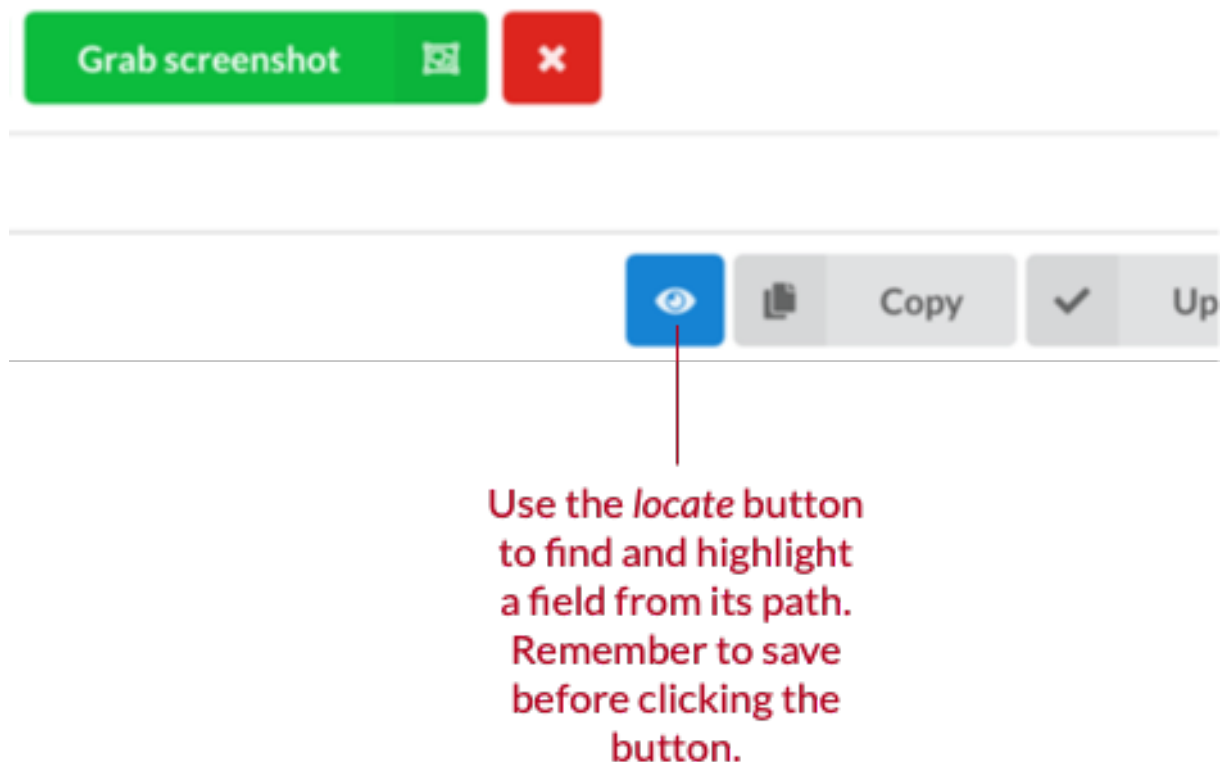 Grab screenshot
Copy
Up
Use the locate button
to find and highlight
a field from its path.
Remember to save
before clicking the
button.